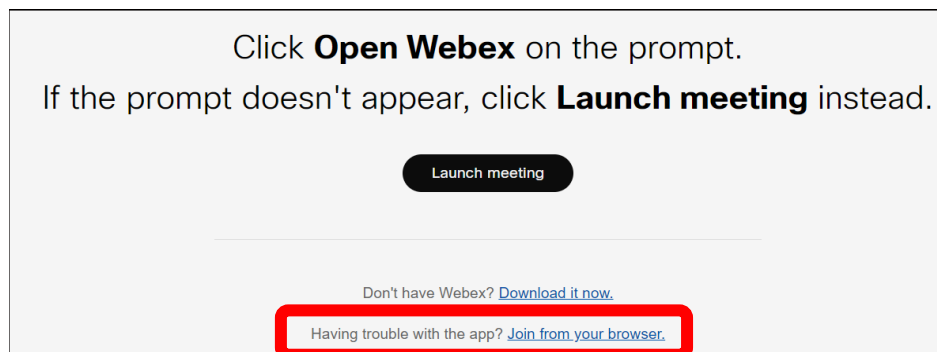 Click Open Webex on the prompt.
If the prompt doesn't appear, click Launch meeting instead.
Launch meeting
Don't have Webex? Download it now.
Having trouble with the app? Join from your browser.